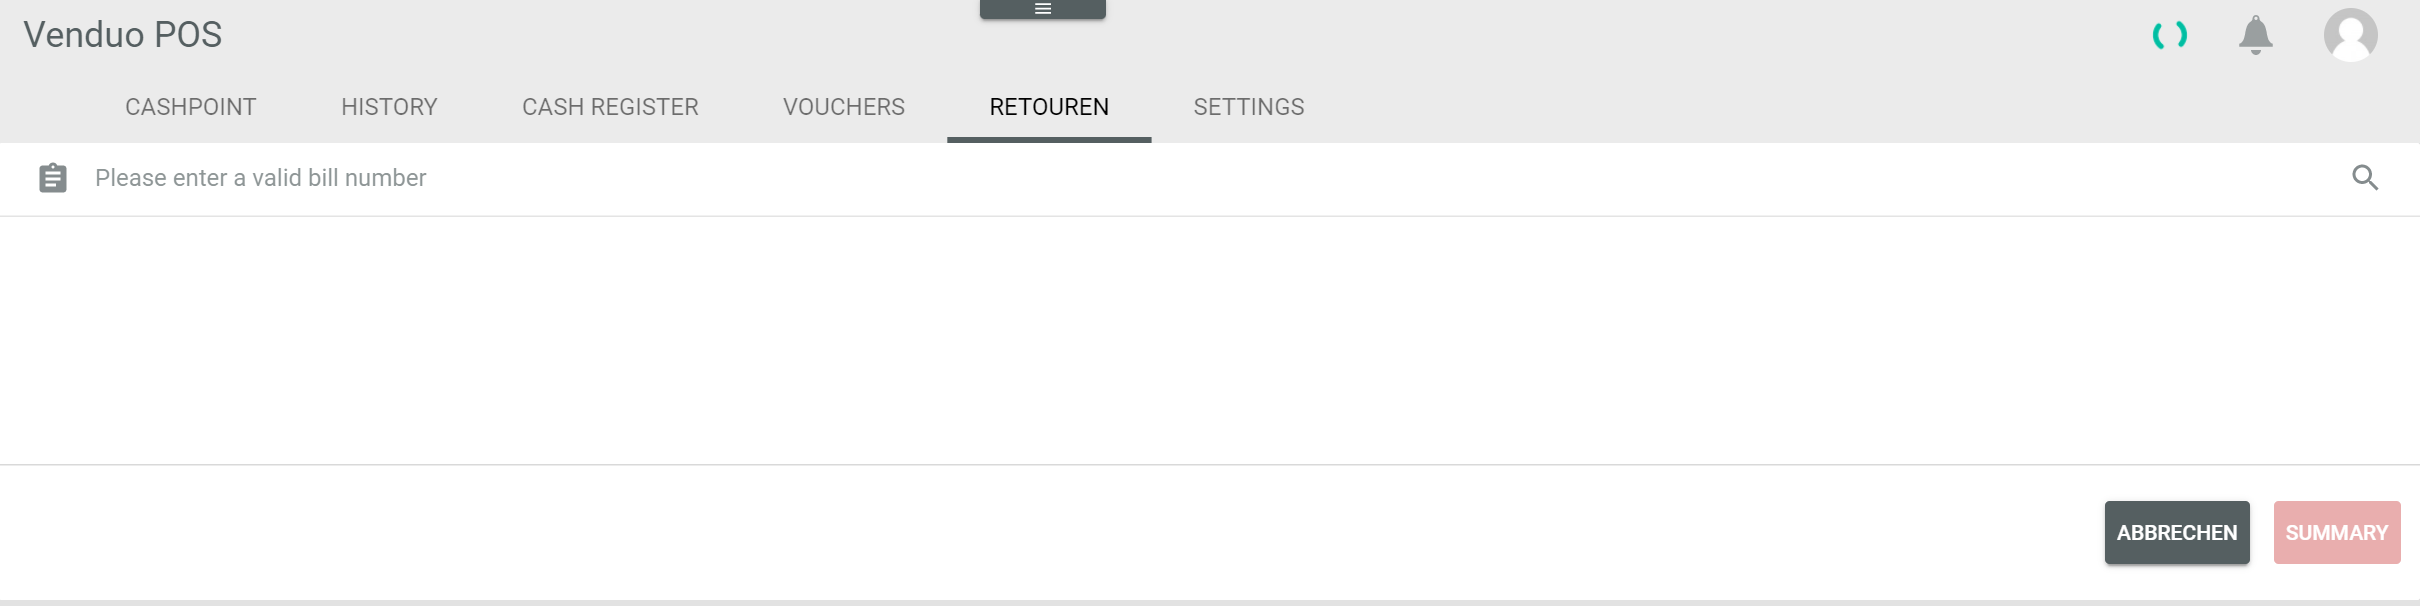 Venduo POS
CASHPOINT HISTORY CASH REGISTER VOUCHERS RETOUREN SETTINGS
Please enter a valid bill number
ABBRECHEN SUMMARY